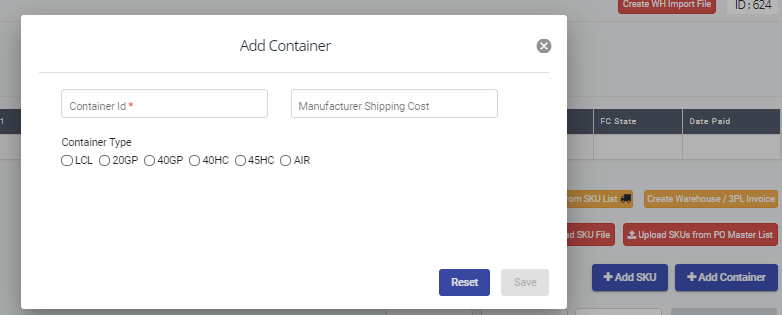 Create WH Import File
ID:624
Add Container
Container Id *
Manufacturer Shipping Cost
1
FC State
Date Paid
Container Type
LCL 20GP 40GP 40HC 45HC AIR
SKU List
Create Warehouse / 3PL Invoice
SKU File
Upload SKUs from PO Master List
Reset
Save
+ Add SKU
+ Add Container